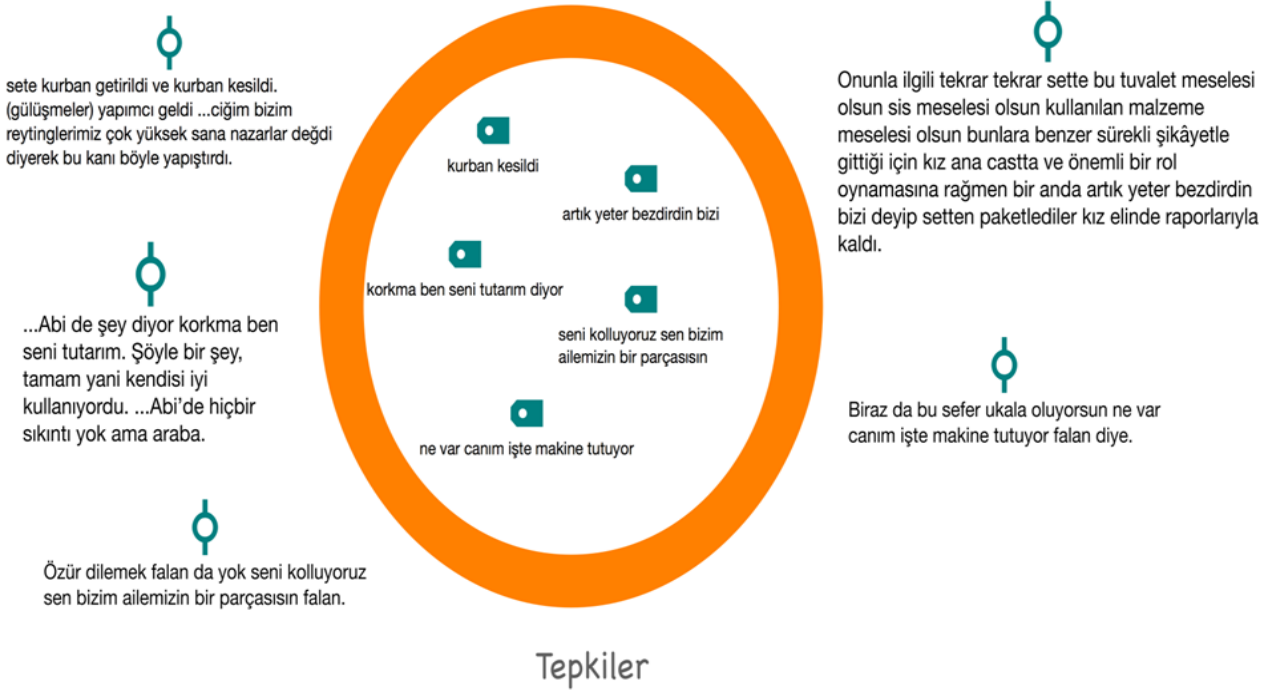 sete kurban getirildi ve kurban kesildi.
(gülüşmeler) yapımcı geldi ...ciğim bizim
reytinglerimiz çok yüksek sana nazarlar değdi
diyerek bu kanı böyle yapıştırdı.
...Abi de şey diyor korkma ben
seni tutarım. Şöyle bir şey,
tamam yani kendisi iyi
kullanıyordu. ...Abi’de hiçbir
sıkıntı yok ama araba.
Özür dilemek falan da yok seni kolluyoruz
sen bizim ailemizin bir parçasısın falan.
kurban kesildi
artık yeter bezdirdin bizi
korkma ben seni tutarım diyor
seni kolluyoruz sen bizim
ailemizin bir parçasısın
ne var canım işte makine tutuyor
Onunla ilgili tekrar tekrar sette bu tuvalet meselesi
olsun sis meselesi olsun kullanılan malzeme
meselesi olsun bunlara benzer sürekli şikâyetle
gittiği için kız ana castta ve önemli bir rol
oynamasına rağmen bir anda artık yeter bezdirdin
bizi deyip setten paketlediler kız elinde raporlarıyla
kaldı.
Biraz da bu sefer ukala oluyorsun ne var
canım işte makine tutuyor falan diye.
Tepkiler